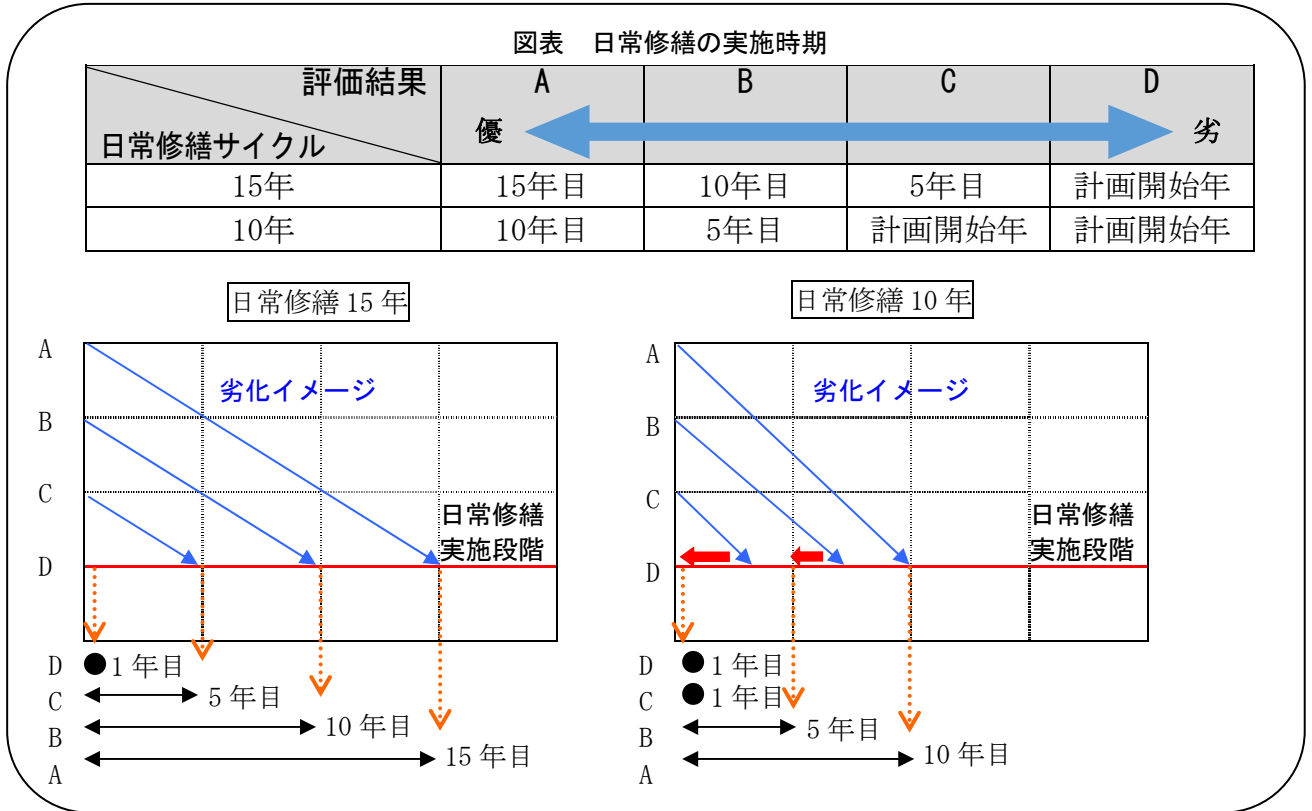 図表　日常修繕の実施時期
評価結果 A B C D
日常修繕サイクル 優 劣
15年 15年目 10年目 5年目 計画開始年
10年 10年目 5年目 計画開始年 計画開始年
日常修繕 15 年
A
劣化イメージ
B
C
日常修繕
実施段階
D
D 1 年目
C 5 年目
B 10 年目
A 15 年目
日常修繕 10 年
A
劣化イメージ
B
C
日常修繕
実施段階
D
D 1 年目
C 1 年目
B 5 年目
A 10 年目